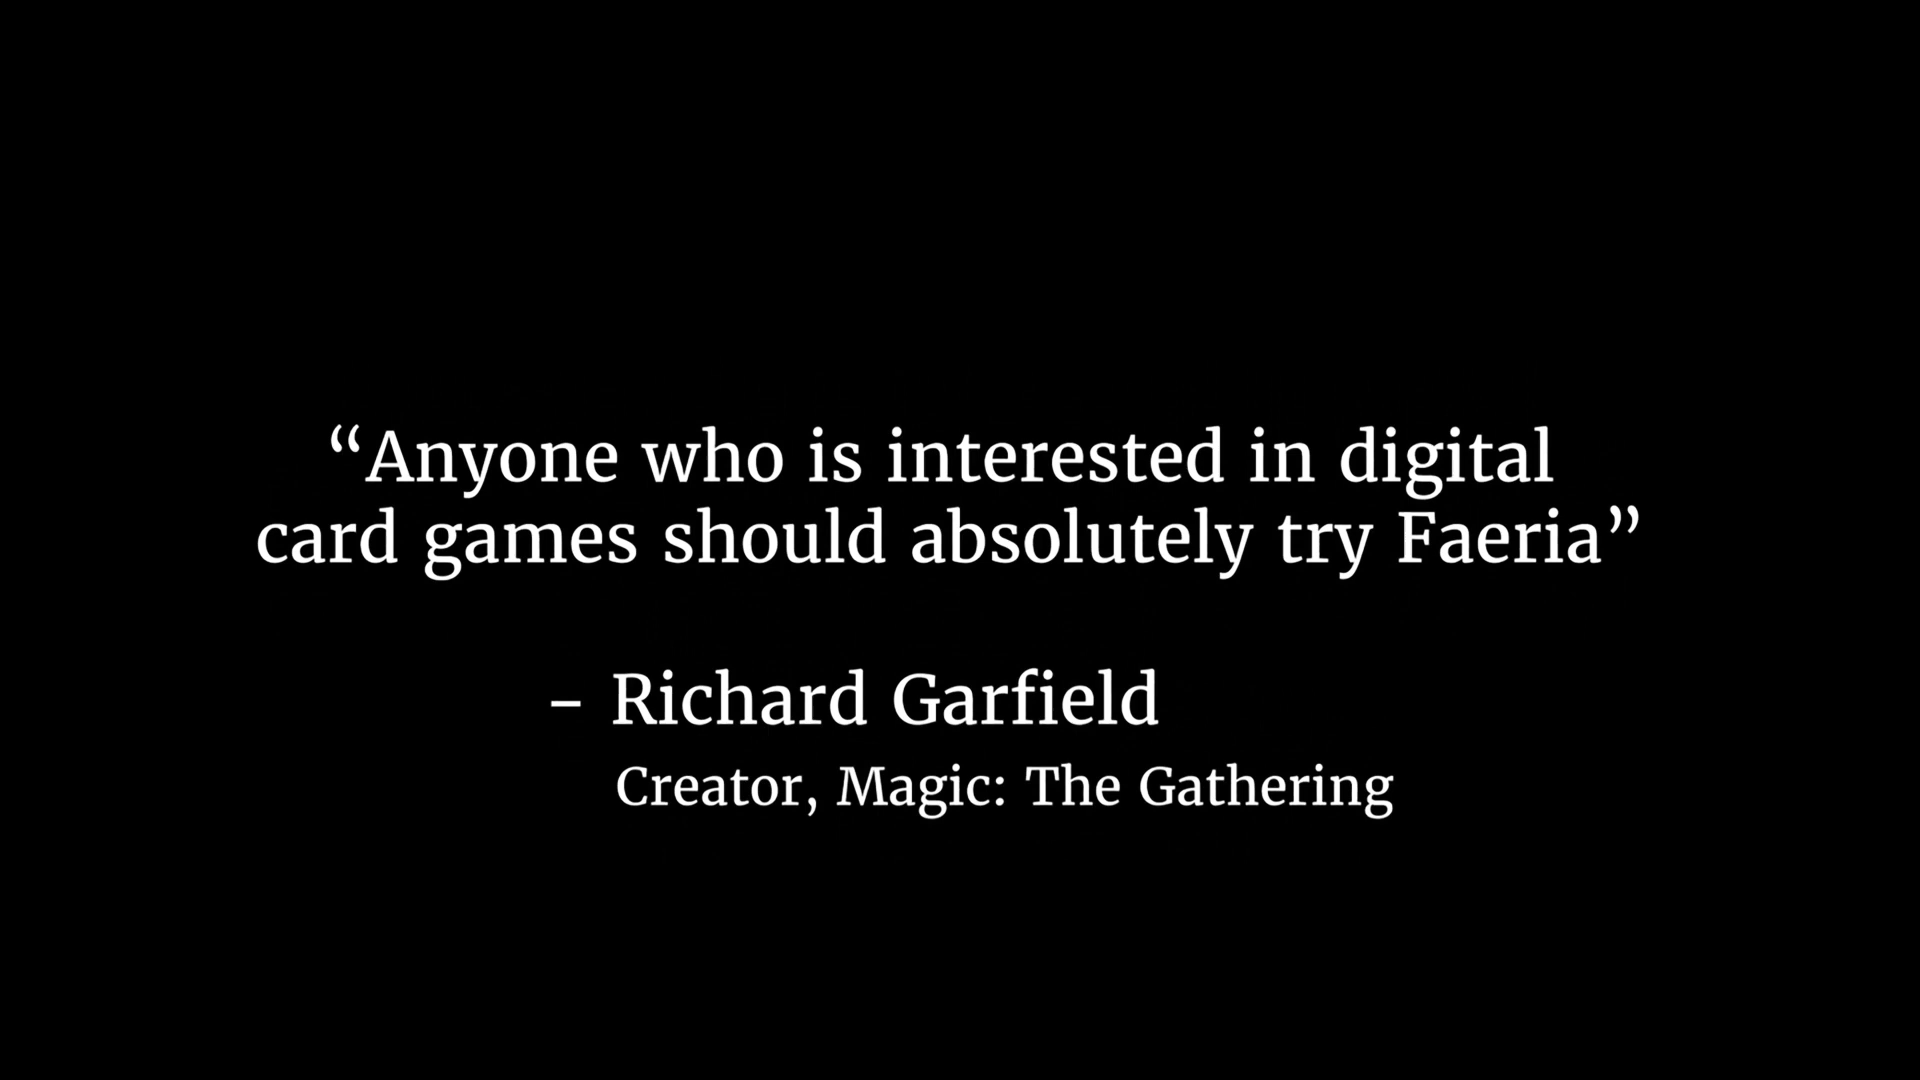 “Anyone who is interested in digital
card games should absolutely try Faeria”
- Richard Garfield
Creator, Magic: The Gathering